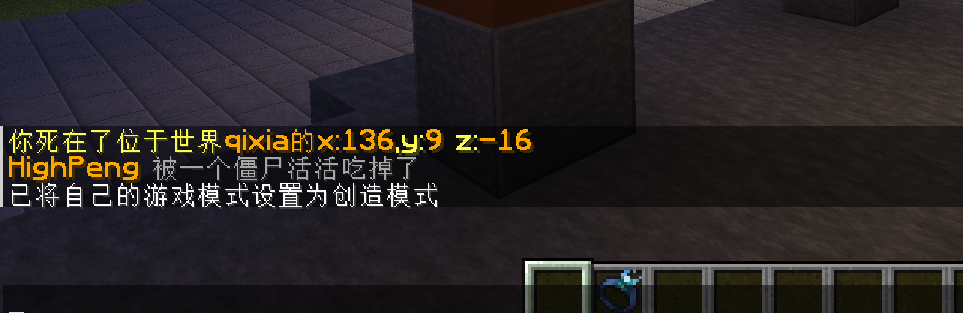 你死在了位于世界qixia的x:136,y:9 z:-16
HighPeng 被一个僵尸活活吃掉了
已将自己的游戏模式设置为创造模式